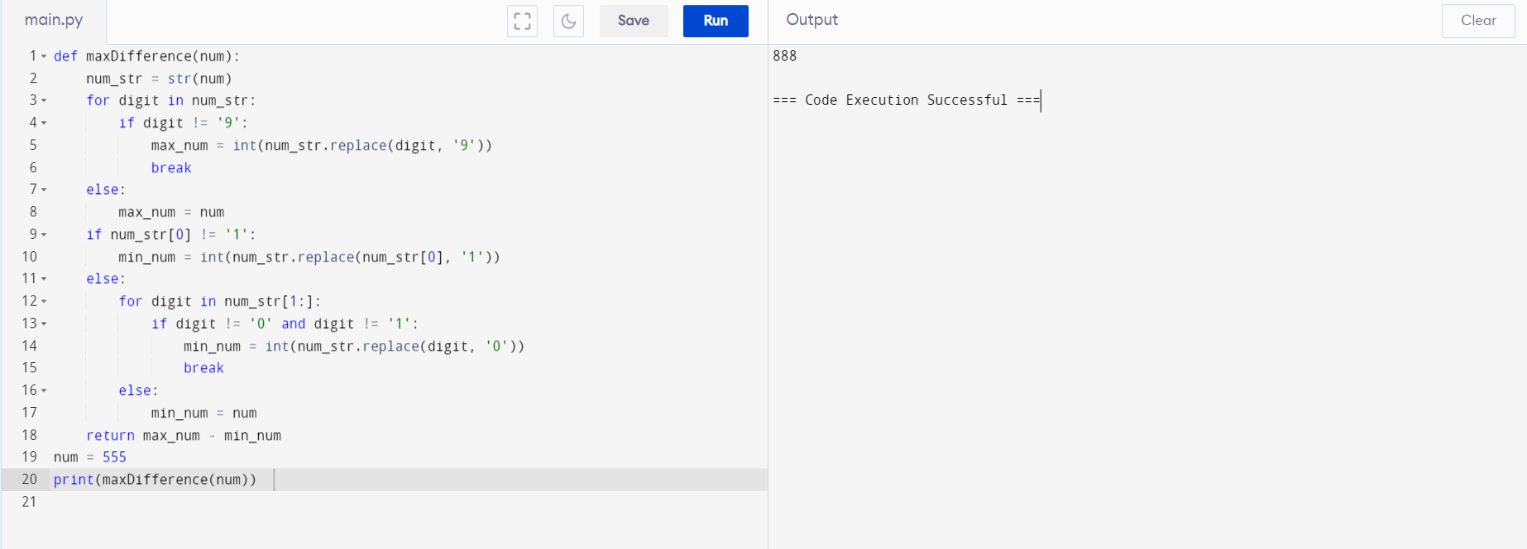 main.py
Save
Run
Output
Clear
1 def maxDifference(num):
2     num_str = str(num)
3     for digit in num_str:
4         if digit != '9':
5             max_num = int(num_str.replace(digit, '9'))
6             break
7     else:
8         max_num = num
9     if num_str[0] != '1':
10         min_num = int(num_str.replace(num_str[0], '1'))
11     else:
12         for digit in num_str[1:]:
13             if digit != '0' and digit != '1':
14                 min_num = int(num_str.replace(digit, '0'))
15                 break
16         else:
17             min_num = num
18     return max_num - min_num
19 num = 555
20 print(maxDifference(num))
21
888
=== Code Execution Successful ===